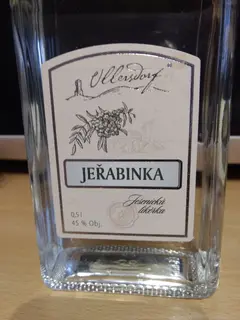 Ullersdorf
JEŘABINKA
0,5 l
45 % Obj.
Jesenická
likérka